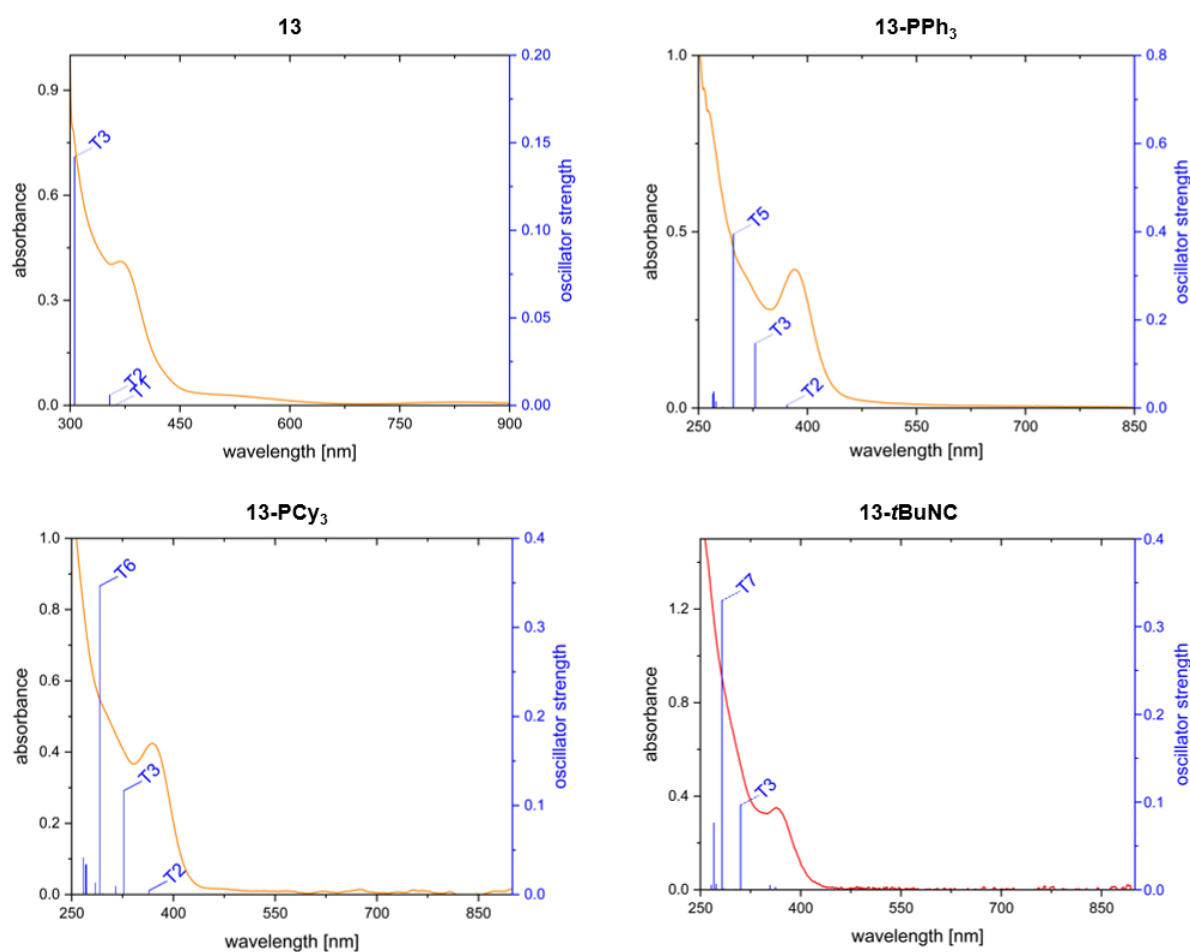 13
0.9
0.6
0.3
0.0
absorbance
T3
T2
T1
0.20
0.15
0.10
0.05
0.00
oscillator strength
300 450 600 750 900
wavelength [nm]
13-PPh3
1.0
0.5
0.0
absorbance
T5
T3
T2
0.8
0.6
0.4
0.2
0.0
oscillator strength
250 400 550 700 850
wavelength [nm]
13-PCy3
1.0
0.8
0.6
0.4
0.2
0.0
absorbance
T6
T3
T2
0.4
0.3
0.2
0.1
0.0
oscillator strength
250 400 550 700 850
wavelength [nm]
13-tBuNC
1.2
0.8
0.4
0.0
absorbance
T7
T3
0.4
0.3
0.2
0.1
0.0
oscillator strength
250 400 550 700 850
wavelength [nm]